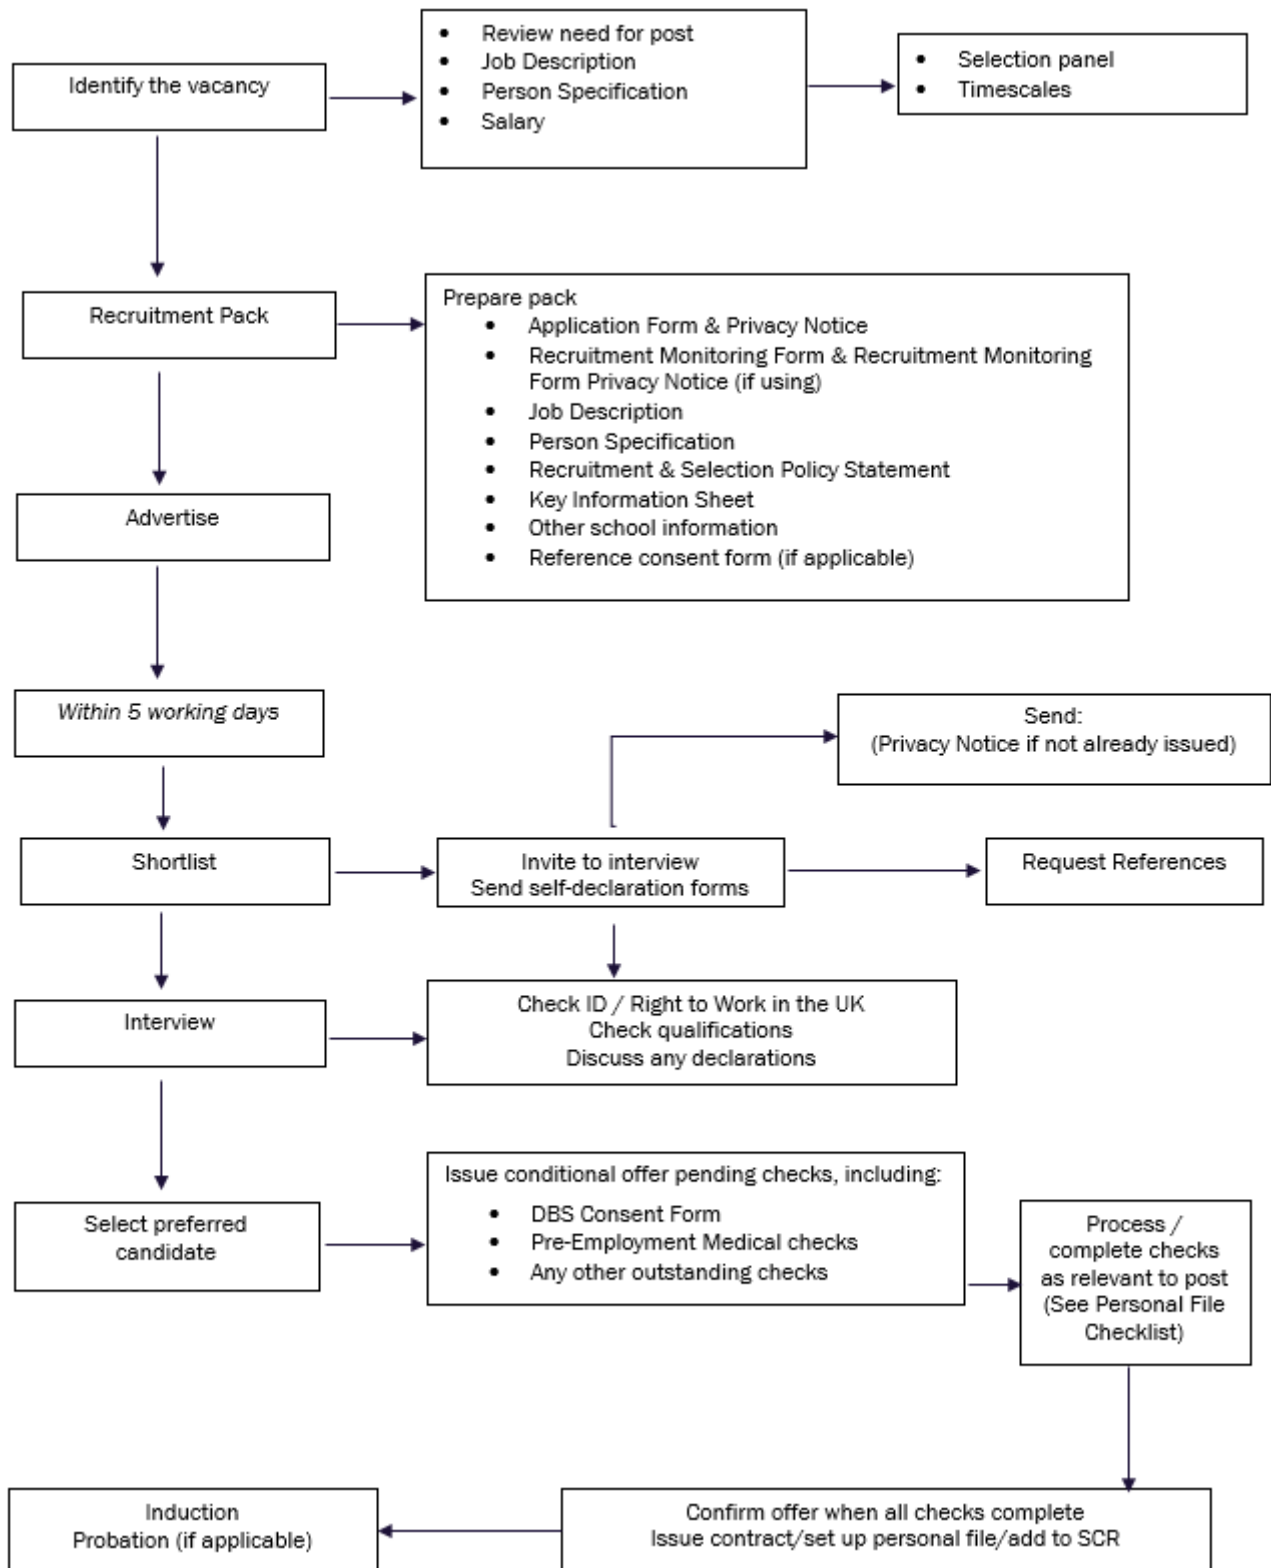 Identify the vacancy
• Review need for post
• Job Description
• Person Specification
• Salary
• Selection panel
• Timescales
Recruitment Pack
Prepare pack
• Application Form & Privacy Notice
• Recruitment Monitoring Form & Recruitment Monitoring
Form Privacy Notice (if using)
• Job Description
• Person Specification
• Recruitment & Selection Policy Statement
• Key Information Sheet
• Other school information
• Reference consent form (if applicable)
Advertise
Within 5 working days
Send:
(Privacy Notice if not already issued)
Shortlist
Invite to interview
Send self-declaration forms
Request References
Interview
Check ID / Right to Work in the UK
Check qualifications
Discuss any declarations
Select preferred
candidate
Issue conditional offer pending checks, including:
• DBS Consent Form
• Pre-Employment Medical checks
• Any other outstanding checks
Process /
complete checks
as relevant to post
(See Personal File
Checklist)
Confirm offer when all checks complete
Issue contract/set up personal file/add to SCR
Induction
Probation (if applicable)